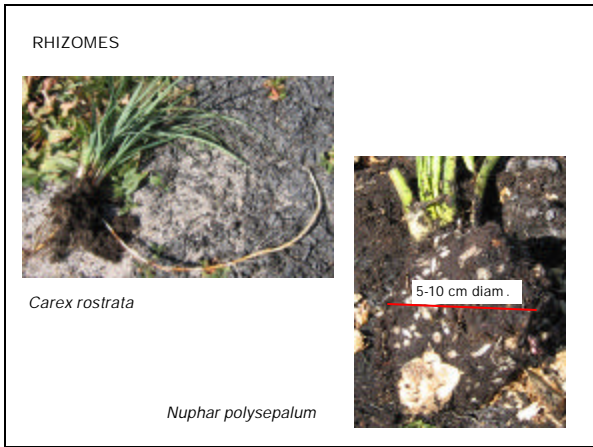 RHIZOMES
5-10 cm diam.
Carex rostrata
Nuphar polysepalum